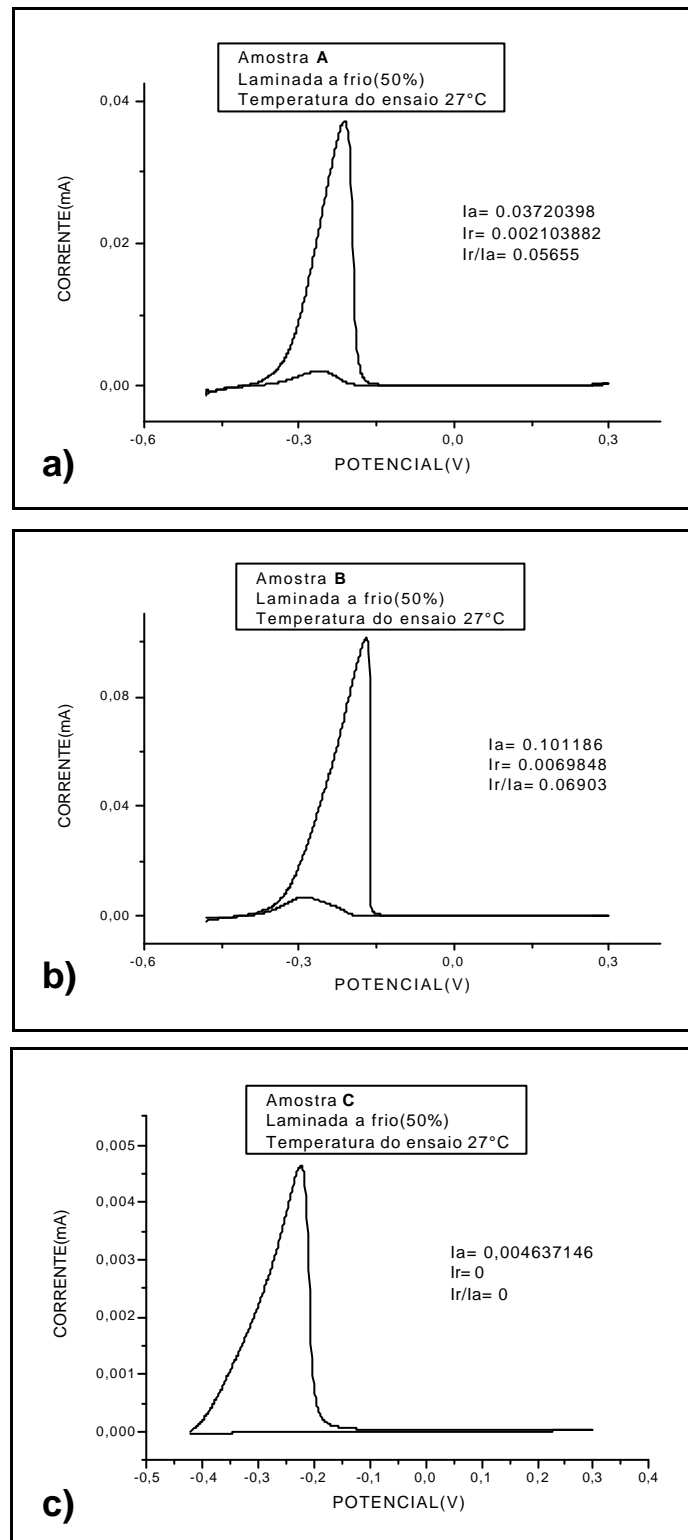 Amostra A
Laminada a frio(50%)
Temperatura do ensaio 27°C
0,04
0,02
0,00
CORRENTE(mA)
Ia= 0.03720398
Ir= 0.002103882
Ir/Ia= 0.05655
-0,6
-0,3
0,0
0,3
POTENCIAL(V)
a)
Amostra B
Laminada a frio(50%)
Temperatura do ensaio 27°C
0,08
0,04
0,00
CORRENTE(mA)
Ia= 0.101186
Ir= 0.0069848
Ir/Ia= 0.06903
-0,6
-0,3
0,0
0,3
POTENCIAL(V)
b)
Amostra C
Laminada a frio(50%)
Temperatura do ensaio 27°C
0,005
0,004
0,003
0,002
0,001
0,000
CORRENTE(mA)
Ia= 0,004637146
Ir= 0
Ir/Ia= 0
-0,5
-0,4
-0,3
-0,2
-0,1
0,0
0,1
0,2
0,3
0,4
POTENCIAL(V)
c)